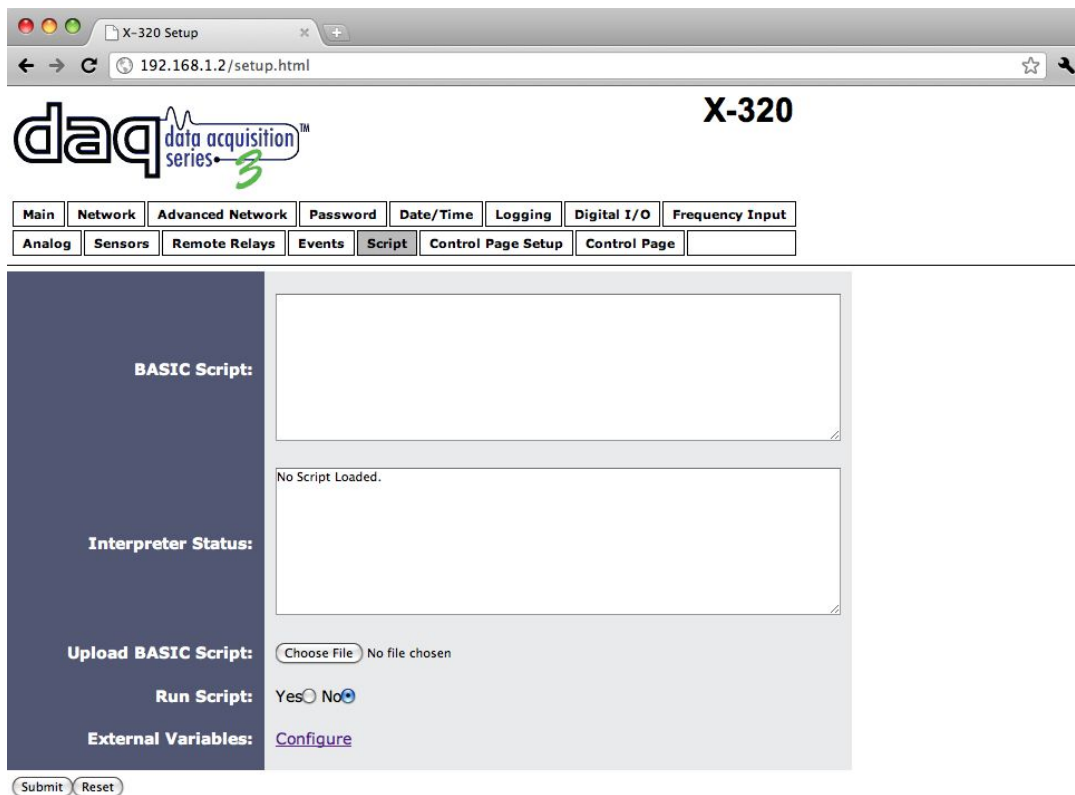 X-320 Setup
192.168.1.2/setup.html
daq data acquisition™
series 3
X-320
Main Network Advanced Network Password Date/Time Logging Digital I/O Frequency Input
Analog Sensors Remote Relays Events Script Control Page Setup Control Page
BASIC Script:
No Script Loaded.
Interpreter Status:
Upload BASIC Script: Choose File No file chosen
Run Script: Yes No
External Variables: Configure
Submit Reset